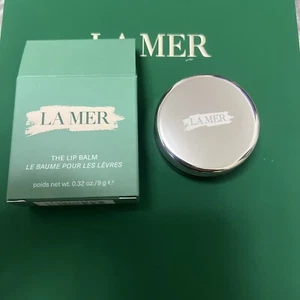 LA MER
LA MER
THE LIP BALM
LE BAUME POUR LES LÈVRES
poids net wt. 0.32 oz./9 g ℮
LA MER